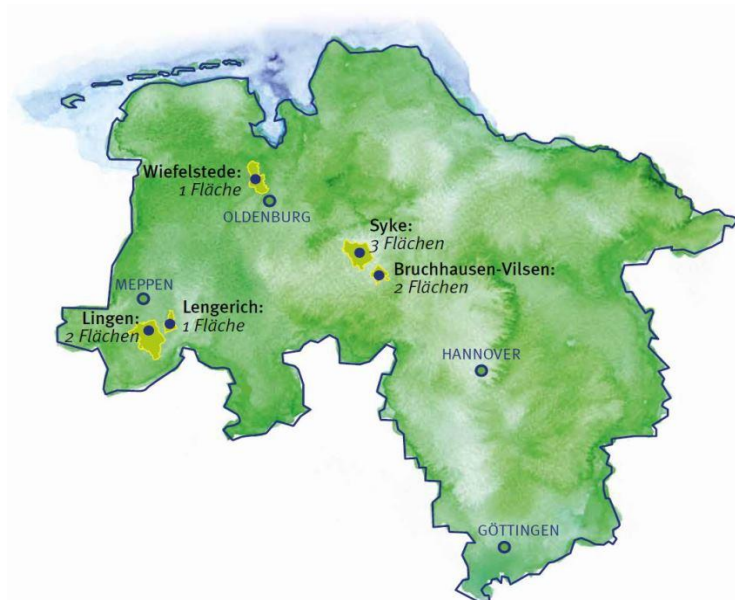 Wiefelstede:
1 Fläche
OLDENBURG
Syke:
3 Flächen
Bruchhausen-Vilsen:
2 Flächen
MEPPEN
Lingen:
2 Flächen
Lengerich:
1 Fläche
HANNOVER
GÖTTINGEN